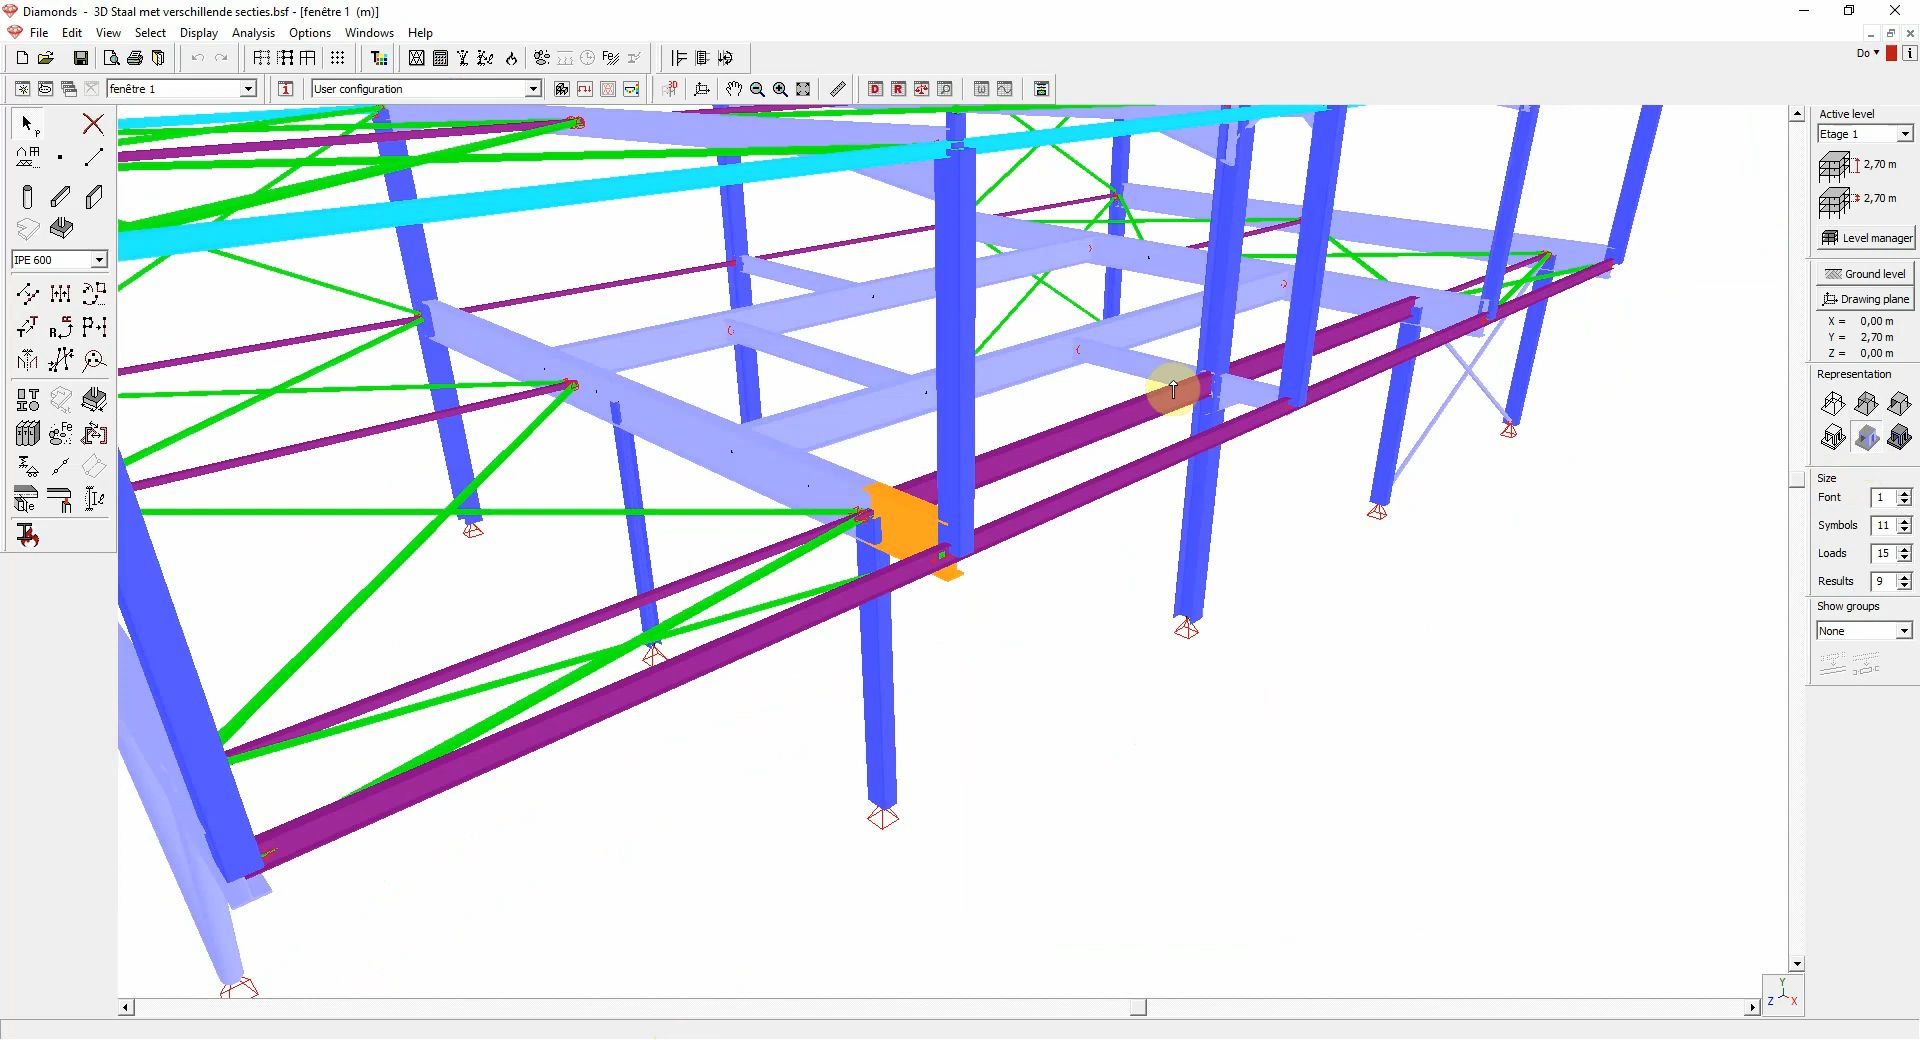 Diamonds - 3D Staal met verschillende secties.bsf - [fenêtre 1 (m)]
File Edit View Select Display Analysis Options Windows Help
Do
fenêtre 1
1
User configuration
3D
D
R
Active level
Etage 1
2,70 m
2,70 m
Level manager
Ground level
Drawing plane
X = 0,00 m
Y = 2,70 m
Z = 0,00 m
Representation
Size
Font 1
Symbols 11
Loads 15
Results 9
Show groups
None
IPE 600
Y
Z X